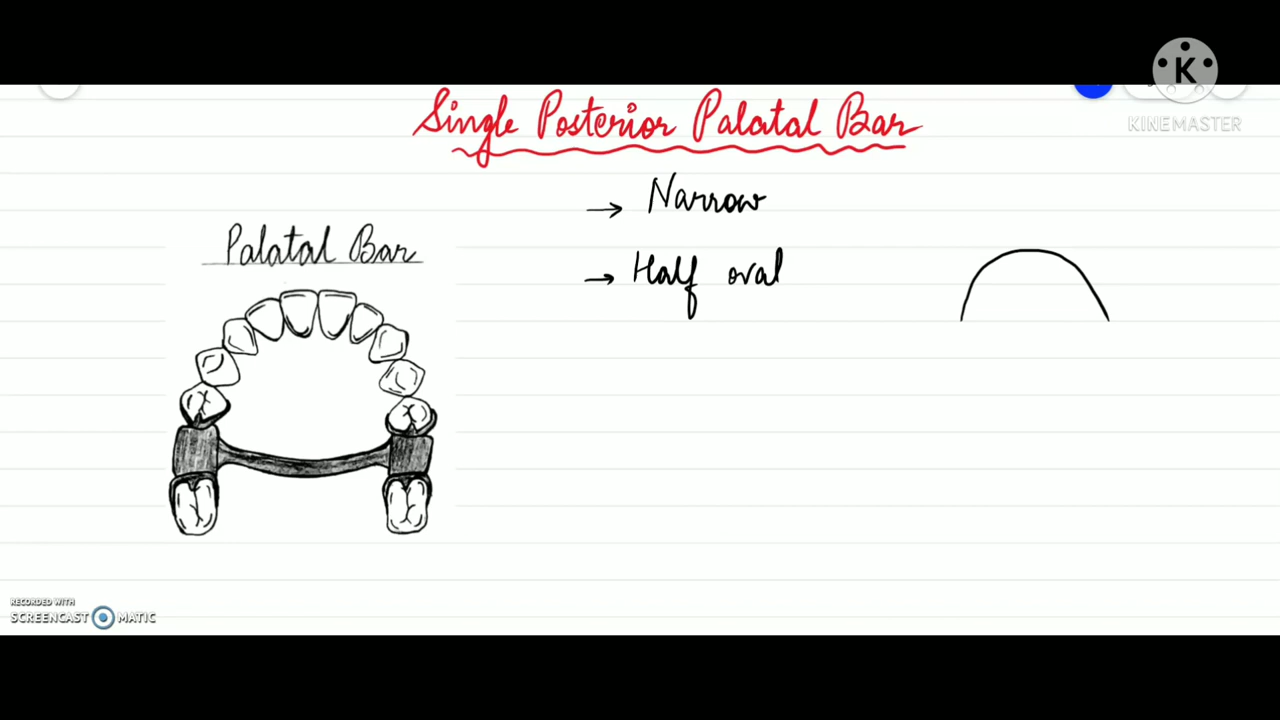 K
KINEMASTER
Single Posterior Palatal Bar
→ Narrow
Palatal Bar
→ Half oval
RECORDED WITH
SCREENCAST MATIC